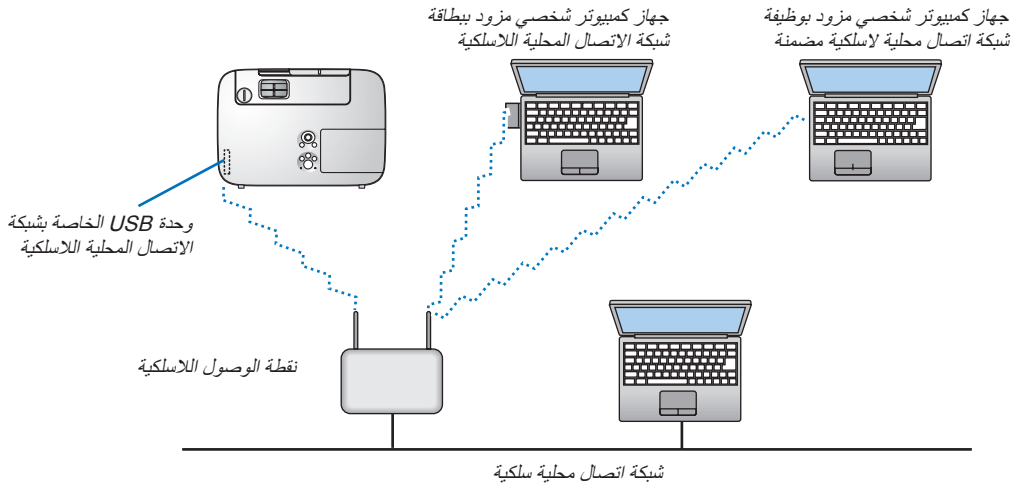 جهاز كمبيوتر شخصي مزود بوظيفة
شبكة اتصال محلية لاسلكية مضمنة
جهاز كمبيوتر شخصي مزود ببطاقة
شبكة الاتصال المحلية اللاسلكية
وحدة USB الخاصة بشبكة
الاتصال المحلية اللاسلكية
نقطة الوصول اللاسلكية
شبكة اتصال محلية سلكية